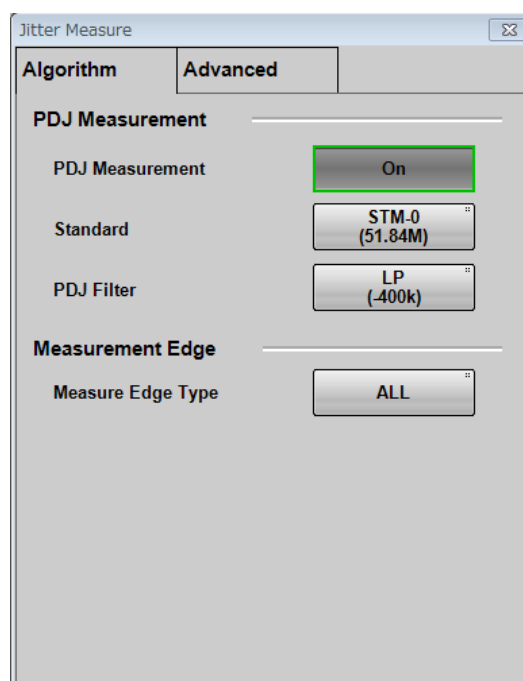 Jitter Measure
Algorithm Advanced
PDJ Measurement
PDJ Measurement On
Standard STM-0
(51.84M)
PDJ Filter LP
(-400k)
Measurement Edge
Measure Edge Type ALL